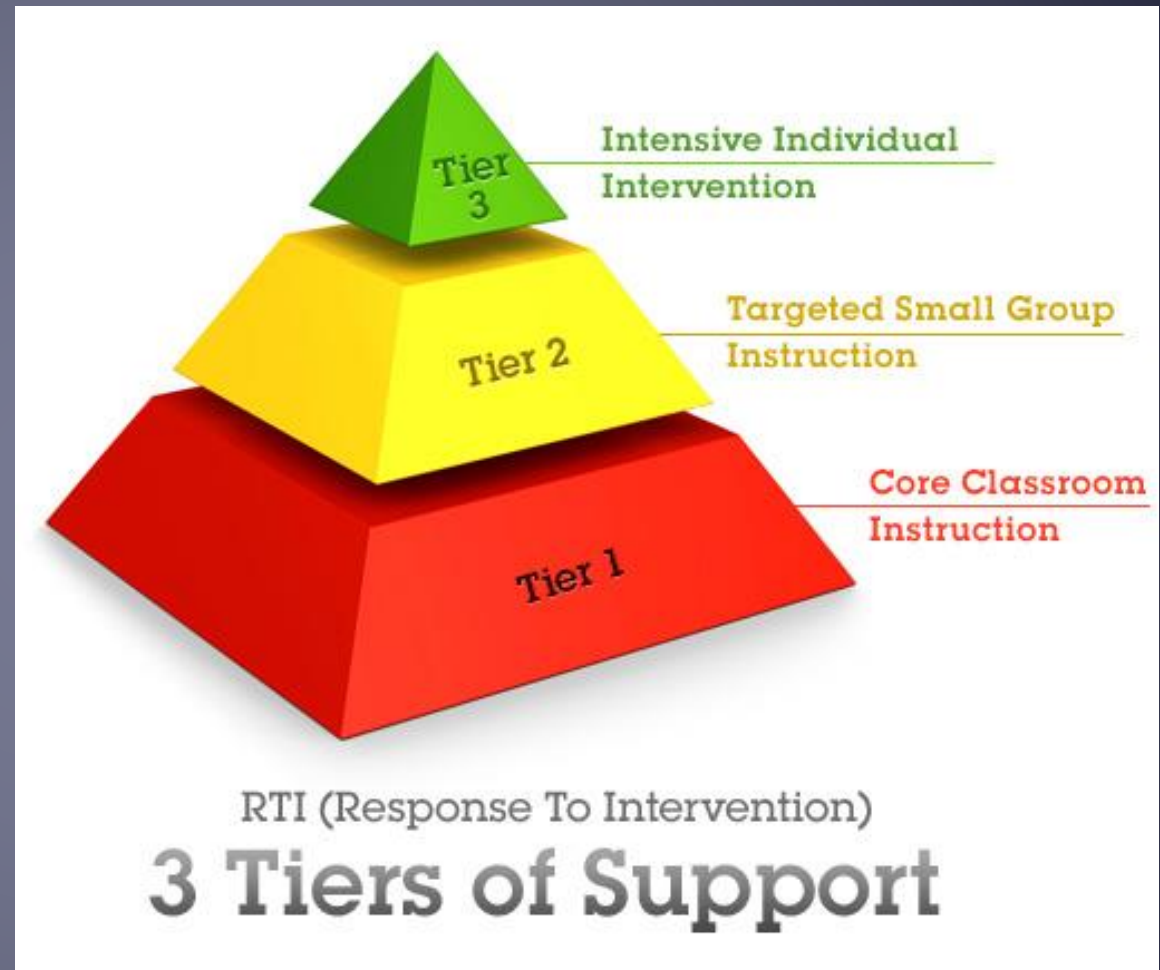 Tier
3
Intensive Individual
Intervention
Tier 2
Targeted Small Group
Instruction
Tier 1
Core Classroom
Instruction
RTI (Response To Intervention)
3 Tiers of Support